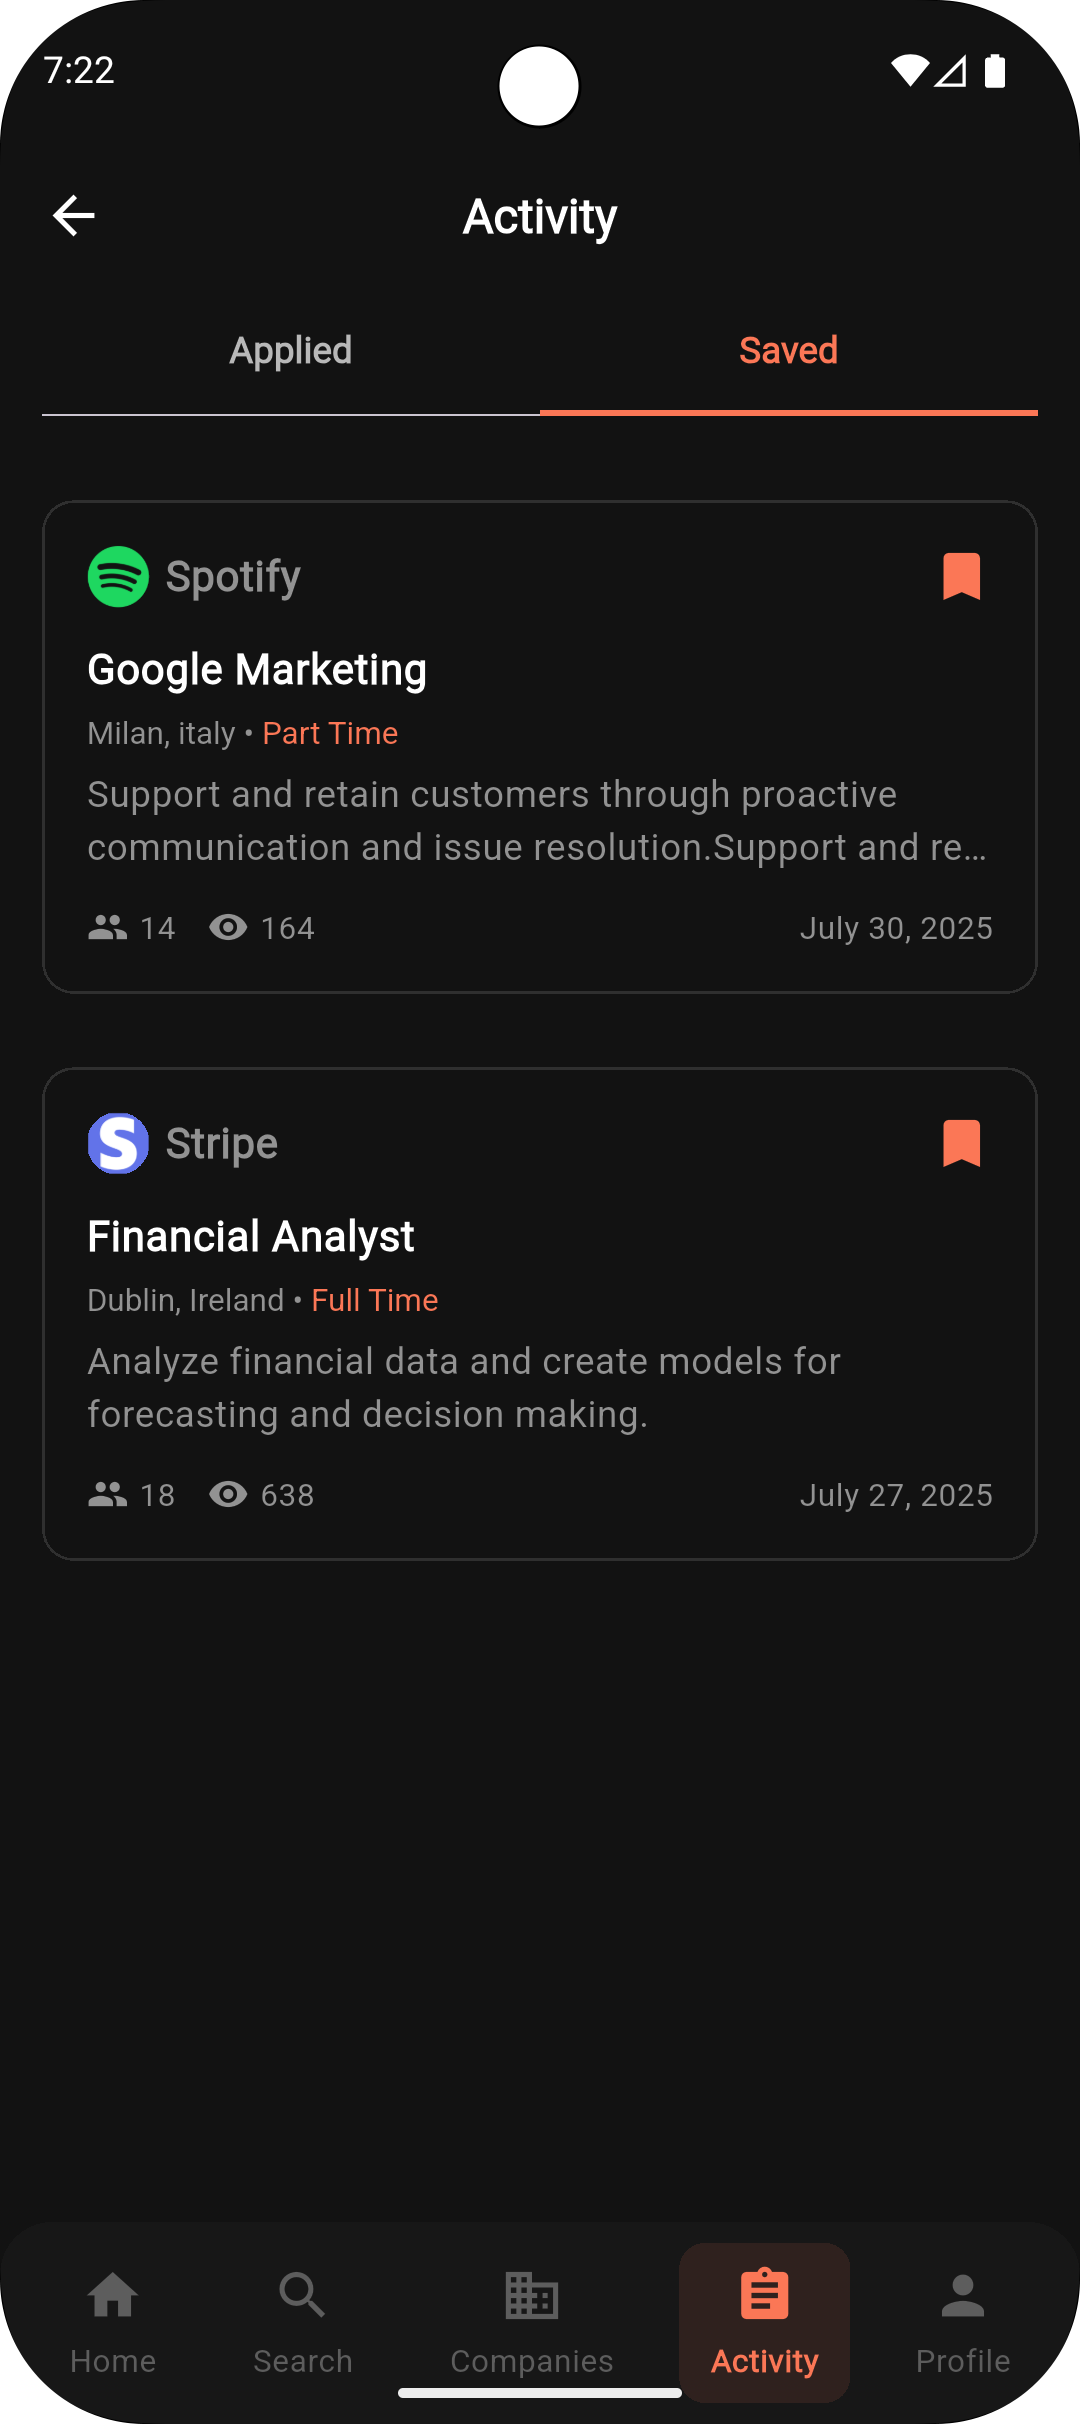 7:22
Activity
Applied
Saved
Spotify
Google Marketing
Milan, italy • Part Time
Support and retain customers through proactive
communication and issue resolution.Support and re...
14 164 July 30, 2025
Stripe
Financial Analyst
Dublin, Ireland • Full Time
Analyze financial data and create models for
forecasting and decision making.
18 638 July 27, 2025
Home
Search
Companies
Activity
Profile